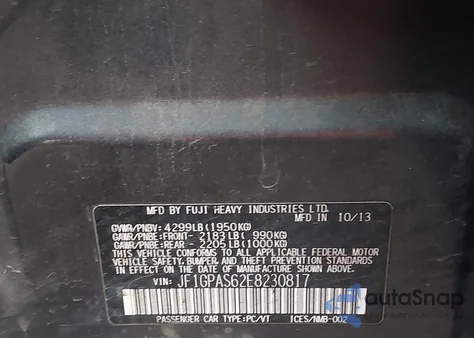 MFD. BY FUJI HEAVY INDUSTRIES LTD.
MFD IN 10/13
GVWR/PNBV: 4299LB(1950KG)
GAWR/PNBE:FRONT - 2183LB( 990KG)
GAWR/PNBE:REAR - 2205LB(1000KG)
THIS VEHICLE CONFORMS TO ALL APPLICABLE FEDERAL MOTOR
VEHICLE SAFETY, BUMPER, AND THEFT PREVENTION STANDARDS
IN EFFECT ON THE DATE OF MANUFACTURE SHOWN ABOVE.
VIN: JF1GPAS62E8230817
PASSENGER CAR TYPE: PC/VT ICES/NMB-002
autoSnap